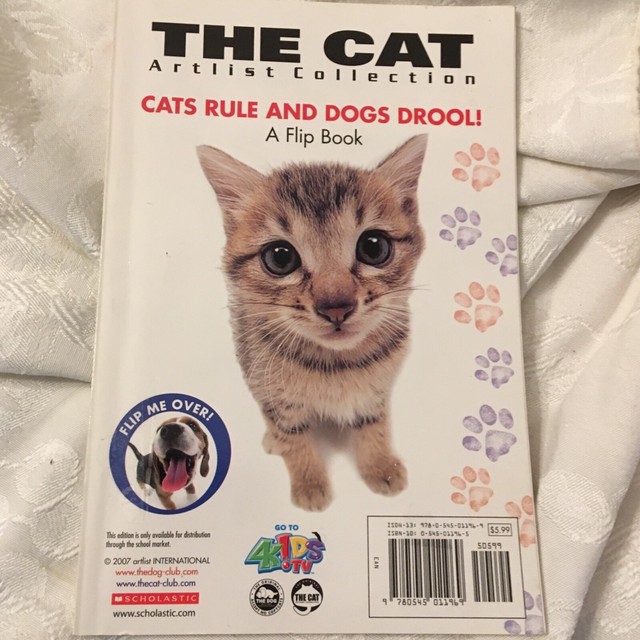 THE CAT
Artlist Collection
CATS RULE AND DOGS DROOL!
A Flip Book
FLIP ME OVER!
This edition is only available for distribution
through the school market.
© 2007 artlist INTERNATIONAL
www.thedog-club.com
www.thecat-club.com
SCHOLASTIC
www.scholastic.com
GO TO
4KiDS
.TV
THE DOG
THE CAT
ISBN-13: 978-0-545-01196-9
ISBN-10: 0-545-01196-5
$5.99
50599
NA3
9 780545 011969